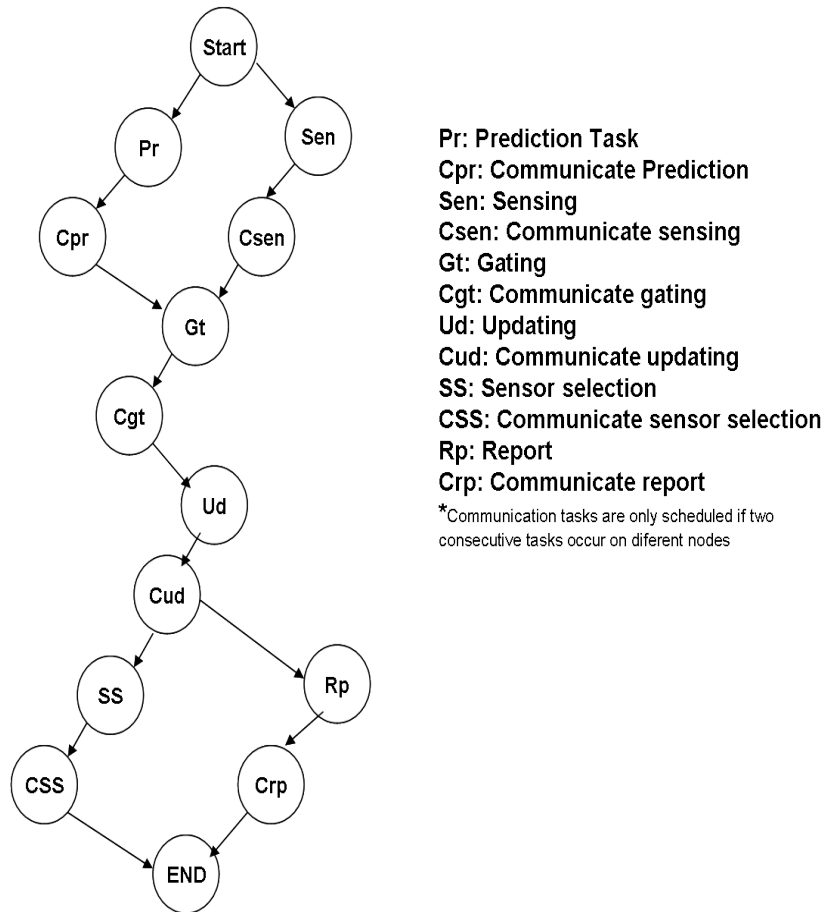 Start
Pr
Sen
Cpr
Csen
Gt
Cgt
Ud
Cud
SS
Rp
CSS
Crp
END
Pr: Prediction Task
Cpr: Communicate Prediction
Sen: Sensing
Csen: Communicate sensing
Gt: Gating
Cgt: Communicate gating
Ud: Updating
Cud: Communicate updating
SS: Sensor selection
CSS: Communicate sensor selection
Rp: Report
Crp: Communicate report
*Communication tasks are only scheduled if two
consecutive tasks occur on diferent nodes